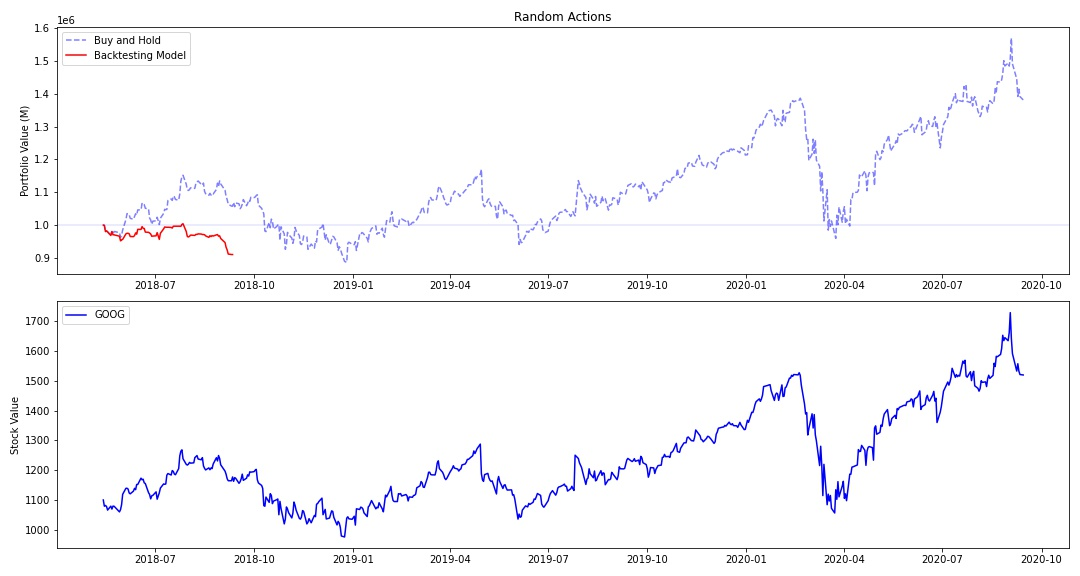 Random Actions
1e6
Buy and Hold
Backtesting Model
Portfolio Value (M)
1.6
1.5
1.4
1.3
1.2
1.1
1.0
0.9
2018-07 2018-10 2019-01 2019-04 2019-07 2019-10 2020-01 2020-04 2020-07 2020-10
GOOG
Stock Value
1700
1600
1500
1400
1300
1200
1100
1000
2018-07 2018-10 2019-01 2019-04 2019-07 2019-10 2020-01 2020-04 2020-07 2020-10